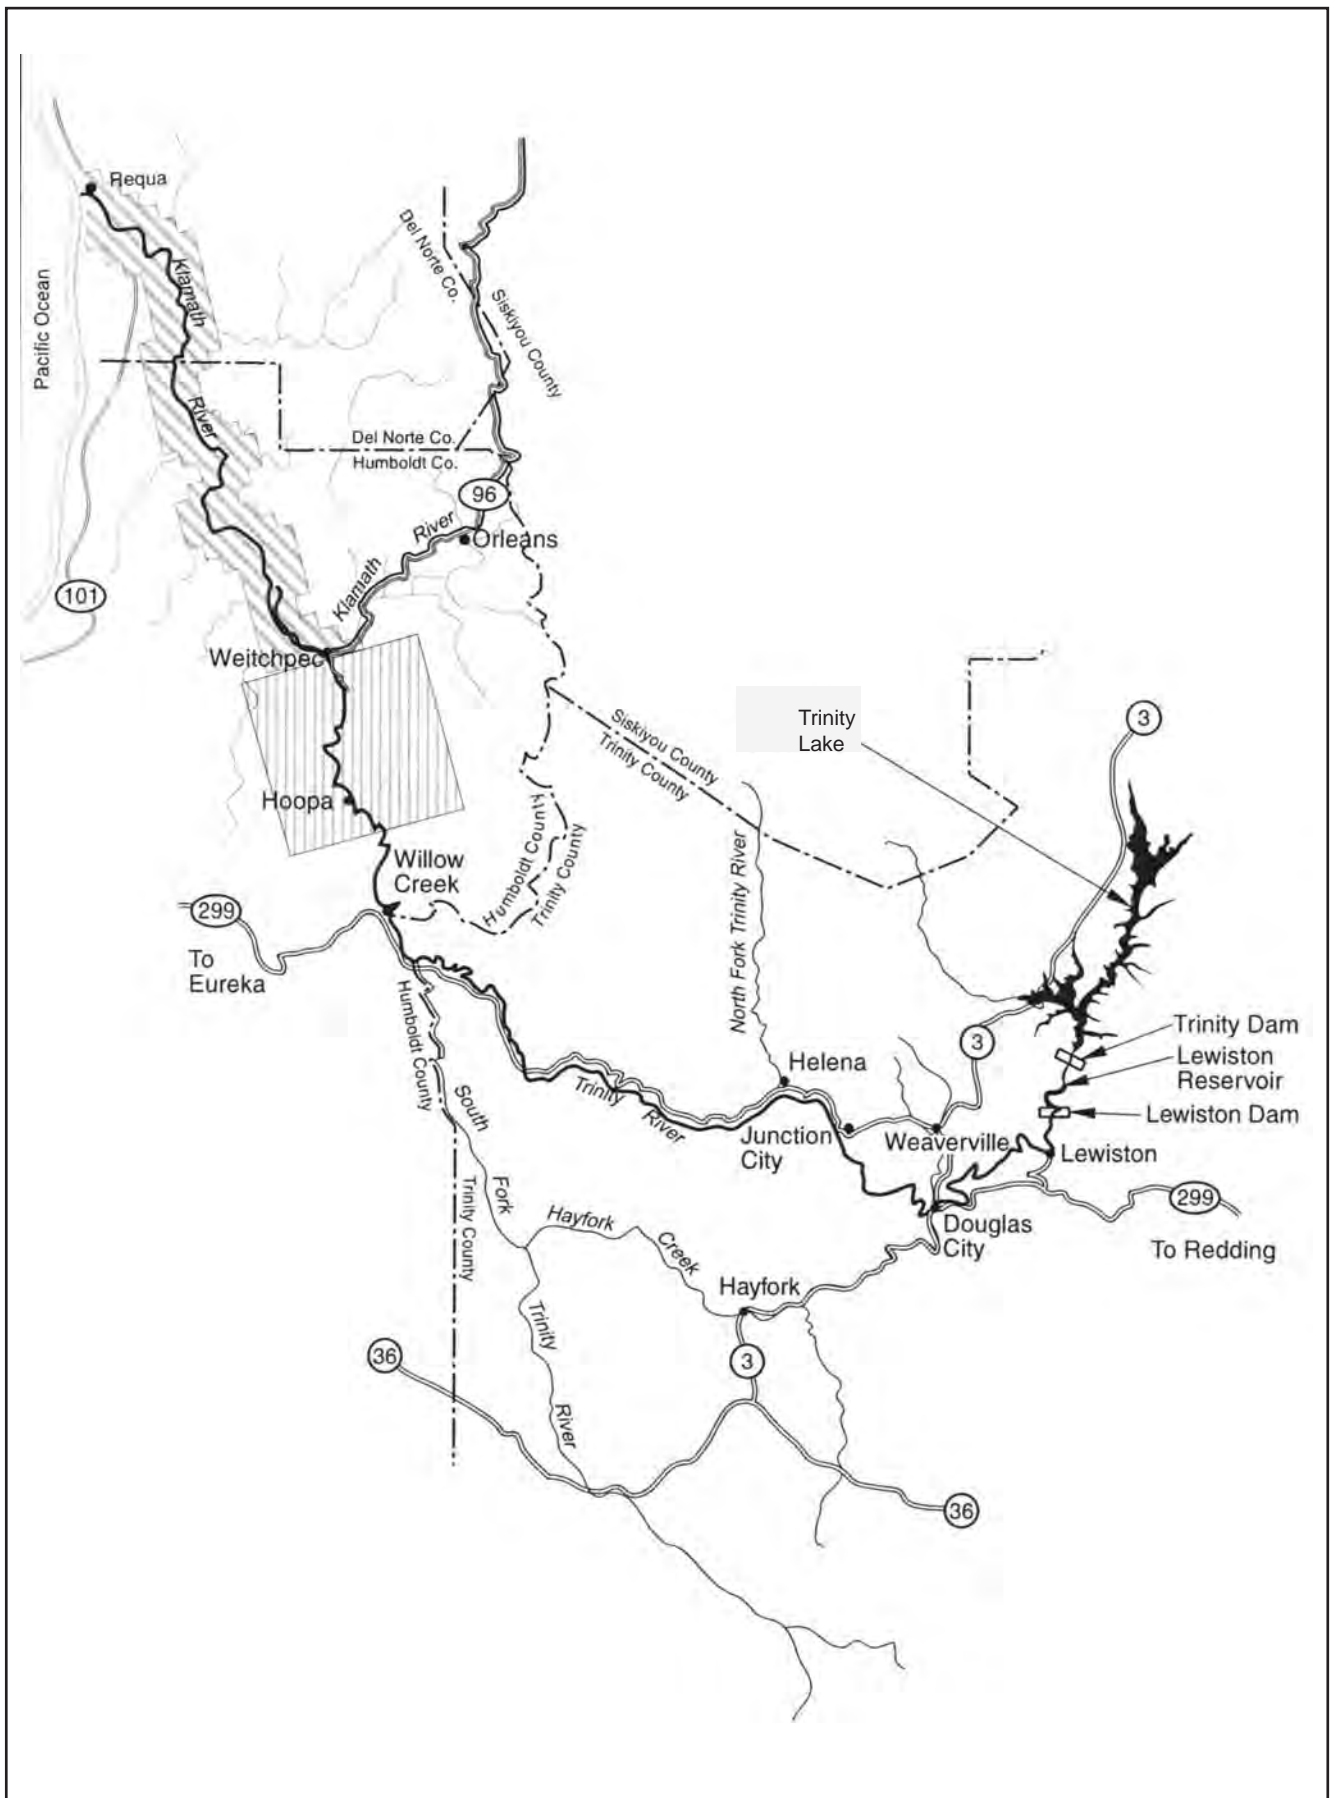 Requa
Pacific Ocean
Klamath
River
Del Norte Co.
Siskiyou County
Del Norte Co.
Humboldt Co.
96
Klamath
River
Orleans
101
Weitchpec
Siskiyou County
Trinity County
Trinity
Lake
3
Hoopa
Humboldt County
Trinity County
North Fork Trinity River
Willow
Creek
299
To
Eureka
Humboldt County
3
Trinity Dam
Lewiston
Reservoir
Lewiston Dam
Helena
Trinity
River
Junction
City
Weaverville
Lewiston
South
Fork
Trinity County
299
To Redding
Douglas
City
Hayfork
Creek
Hayfork
Trinity
River
3
36
36